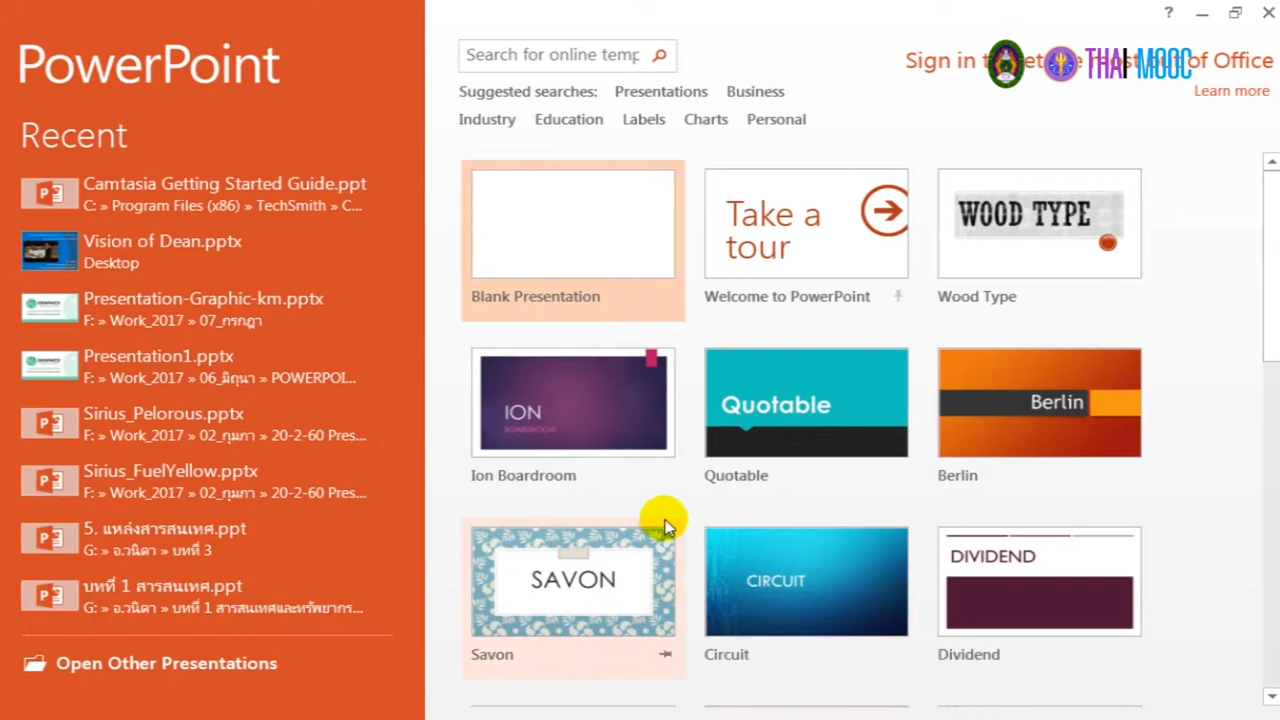 PowerPoint
Recent
Camtasia Getting Started Guide.ppt
C: » Program Files (x86) » TechSmith » C...
Vision of Dean.pptx
Desktop
Presentation-Graphic-km.pptx
F: » Work_2017 » 07_กรกฎา
Presentation1.pptx
F: » Work_2017 » 06_มิถุนา » POWERPOI...
Sirius_Pelorous.pptx
F: » Work_2017 » 02_กุมภา » 20-2-60 Pres...
Sirius_FuelYellow.pptx
F: » Work_2017 » 02_กุมภา » 20-2-60 Pres...
5. แหล่งสารสนเทศ.ppt
G: » อ.วนิดา » บทที่ 3
บทที่ 1 สารสนเทศ.ppt
G: » อ.วนิดา » บทที่ 1 สารสนเทศและทรัพยากร...
Open Other Presentations
?
Search for online temp
Sign in of Office
THAI MOOC
Learn more
Suggested searches: Presentations Business
Industry Education Labels Charts Personal
Take a
tour
WOOD TYPE
Blank Presentation
Welcome to PowerPoint
Wood Type
ION
BOARDROOM
Quotable
Berlin
Ion Boardroom
Quotable
Berlin
SAVON
CIRCUIT
DIVIDEND
Savon
Circuit
Dividend